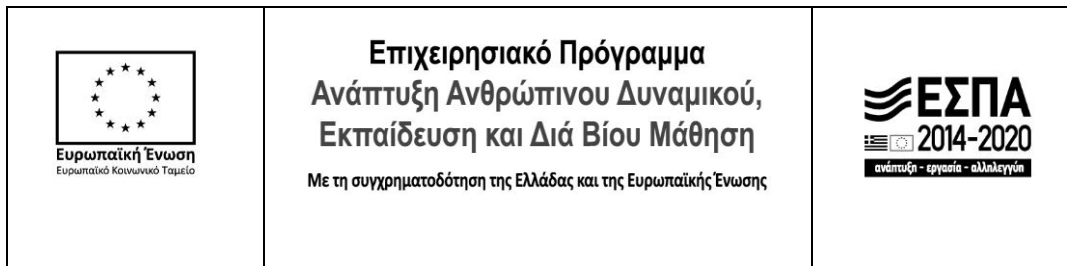 Ευρωπαϊκή Ένωση
Ευρωπαϊκό Κοινωνικό Ταμείο
Επιχειρησιακό Πρόγραμμα
Ανάπτυξη Ανθρώπινου Δυναμικού,
Εκπαίδευση και Διά Βίου Μάθηση
Με τη συγχρηματοδότηση της Ελλάδας και της Ευρωπαϊκής Ένωσης
ΕΣΠΑ
2014-2020
ανάπτυξη - εργασία - αλληλεγγύη